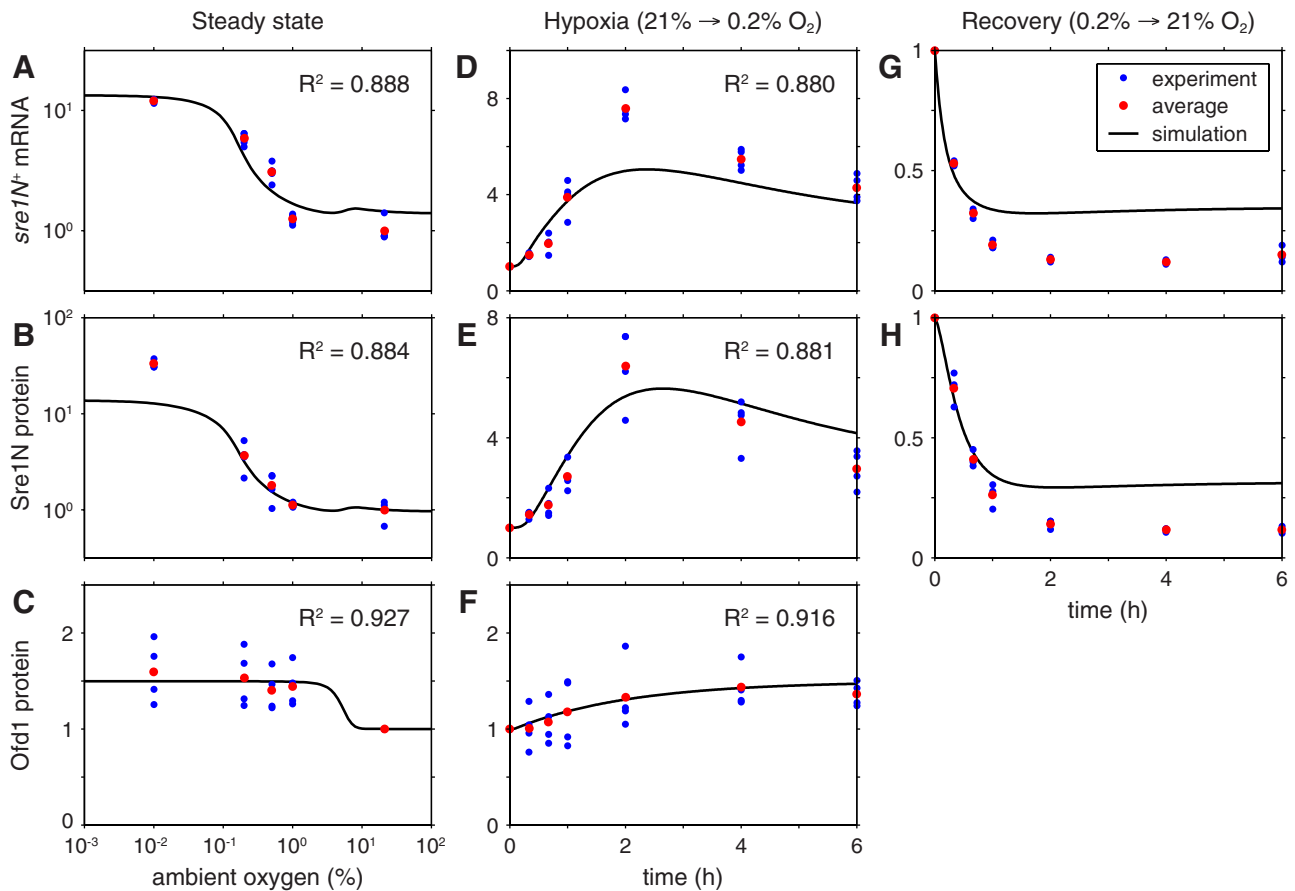 Steady state
Hypoxia (21% → 0.2% O₂)
Recovery (0.2% → 21% O₂)
A
R² = 0.888
sre1N⁺ mRNA
10¹
10⁰
D
R² = 0.880
8
4
0
G
experiment
average
simulation
1
0.5
0
B
R² = 0.884
Sre1N protein
10²
10¹
10⁰
E
R² = 0.881
8
4
0
H
1
0.5
0
0 2 4 6
time (h)
C
R² = 0.927
Ofd1 protein
2
1
0
10⁻³ 10⁻² 10⁻¹ 10⁰ 10¹ 10²
ambient oxygen (%)
F
R² = 0.916
2
1
0
0 2 4 6
time (h)